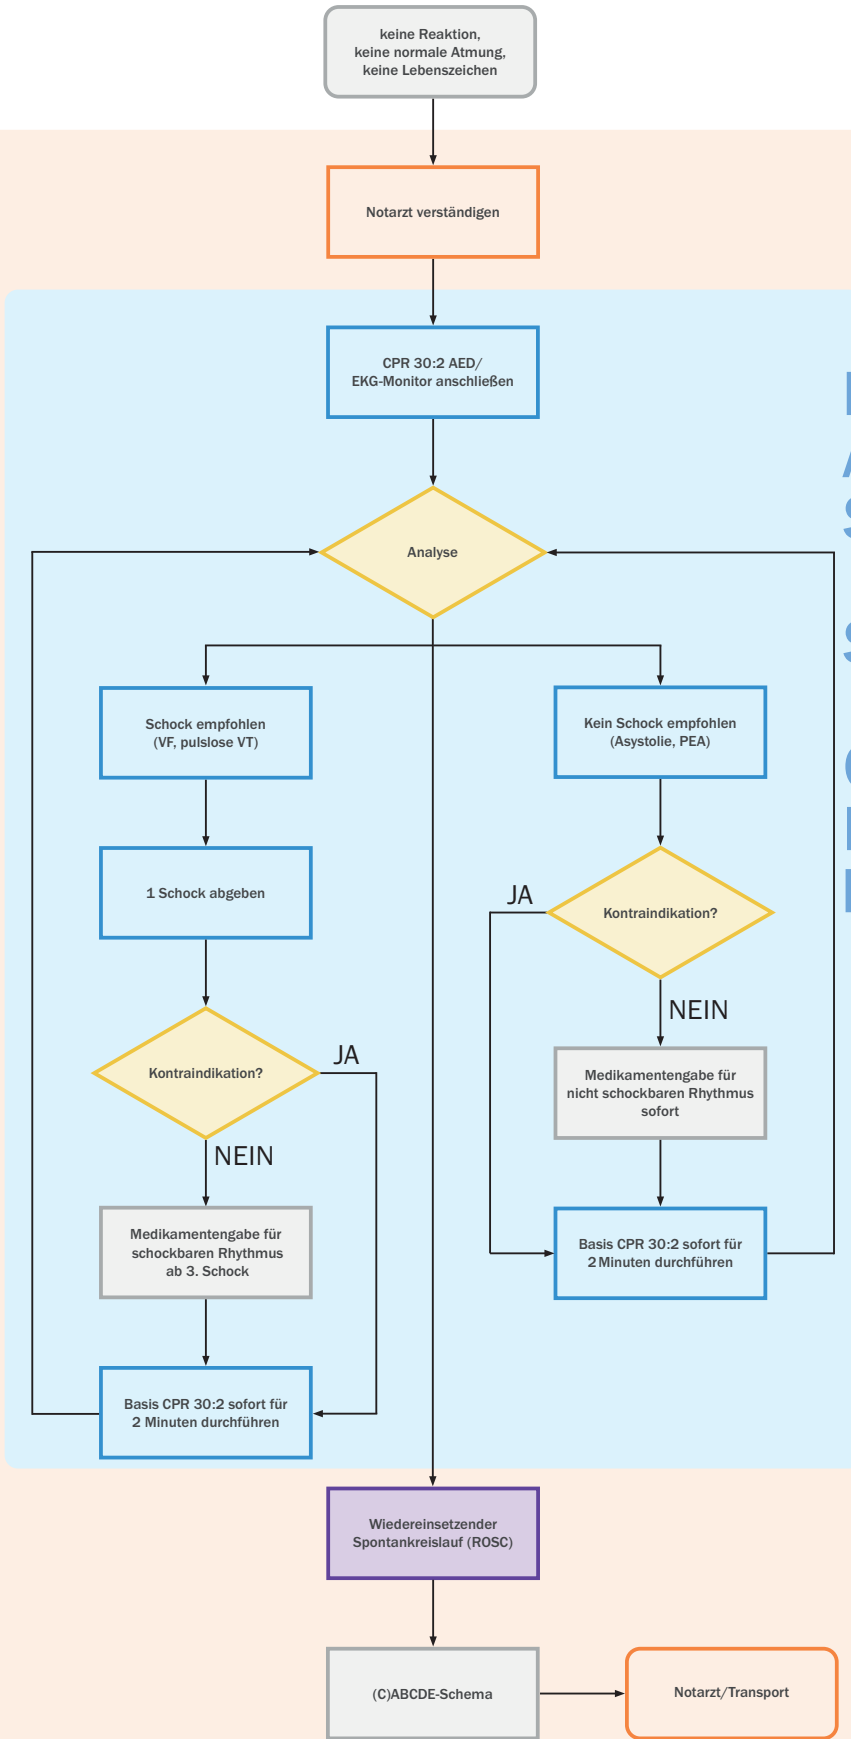 keine Reaktion,
keine normale Atmung,
keine Lebenszeichen
Notarzt verständigen
CPR 30:2 AED/
EKG-Monitor anschließen
Analyse
Schock empfohlen
(VF, pulslose VT)
Kein Schock empfohlen
(Asystolie, PEA)
1 Schock abgeben
JA
Kontraindikation?
NEIN
Kontraindikation?
JA
NEIN
Medikamentengabe für
nicht schockbaren Rhythmus
sofort
Medikamentengabe für
schockbaren Rhythmus
ab 3. Schock
Basis CPR 30:2 sofort für
2 Minuten durchführen
Basis CPR 30:2 sofort für
2 Minuten durchführen
Wiedereinsetzender
Spontankreislauf (ROSC)
(C)ABCDE-Schema
Notarzt/Transport